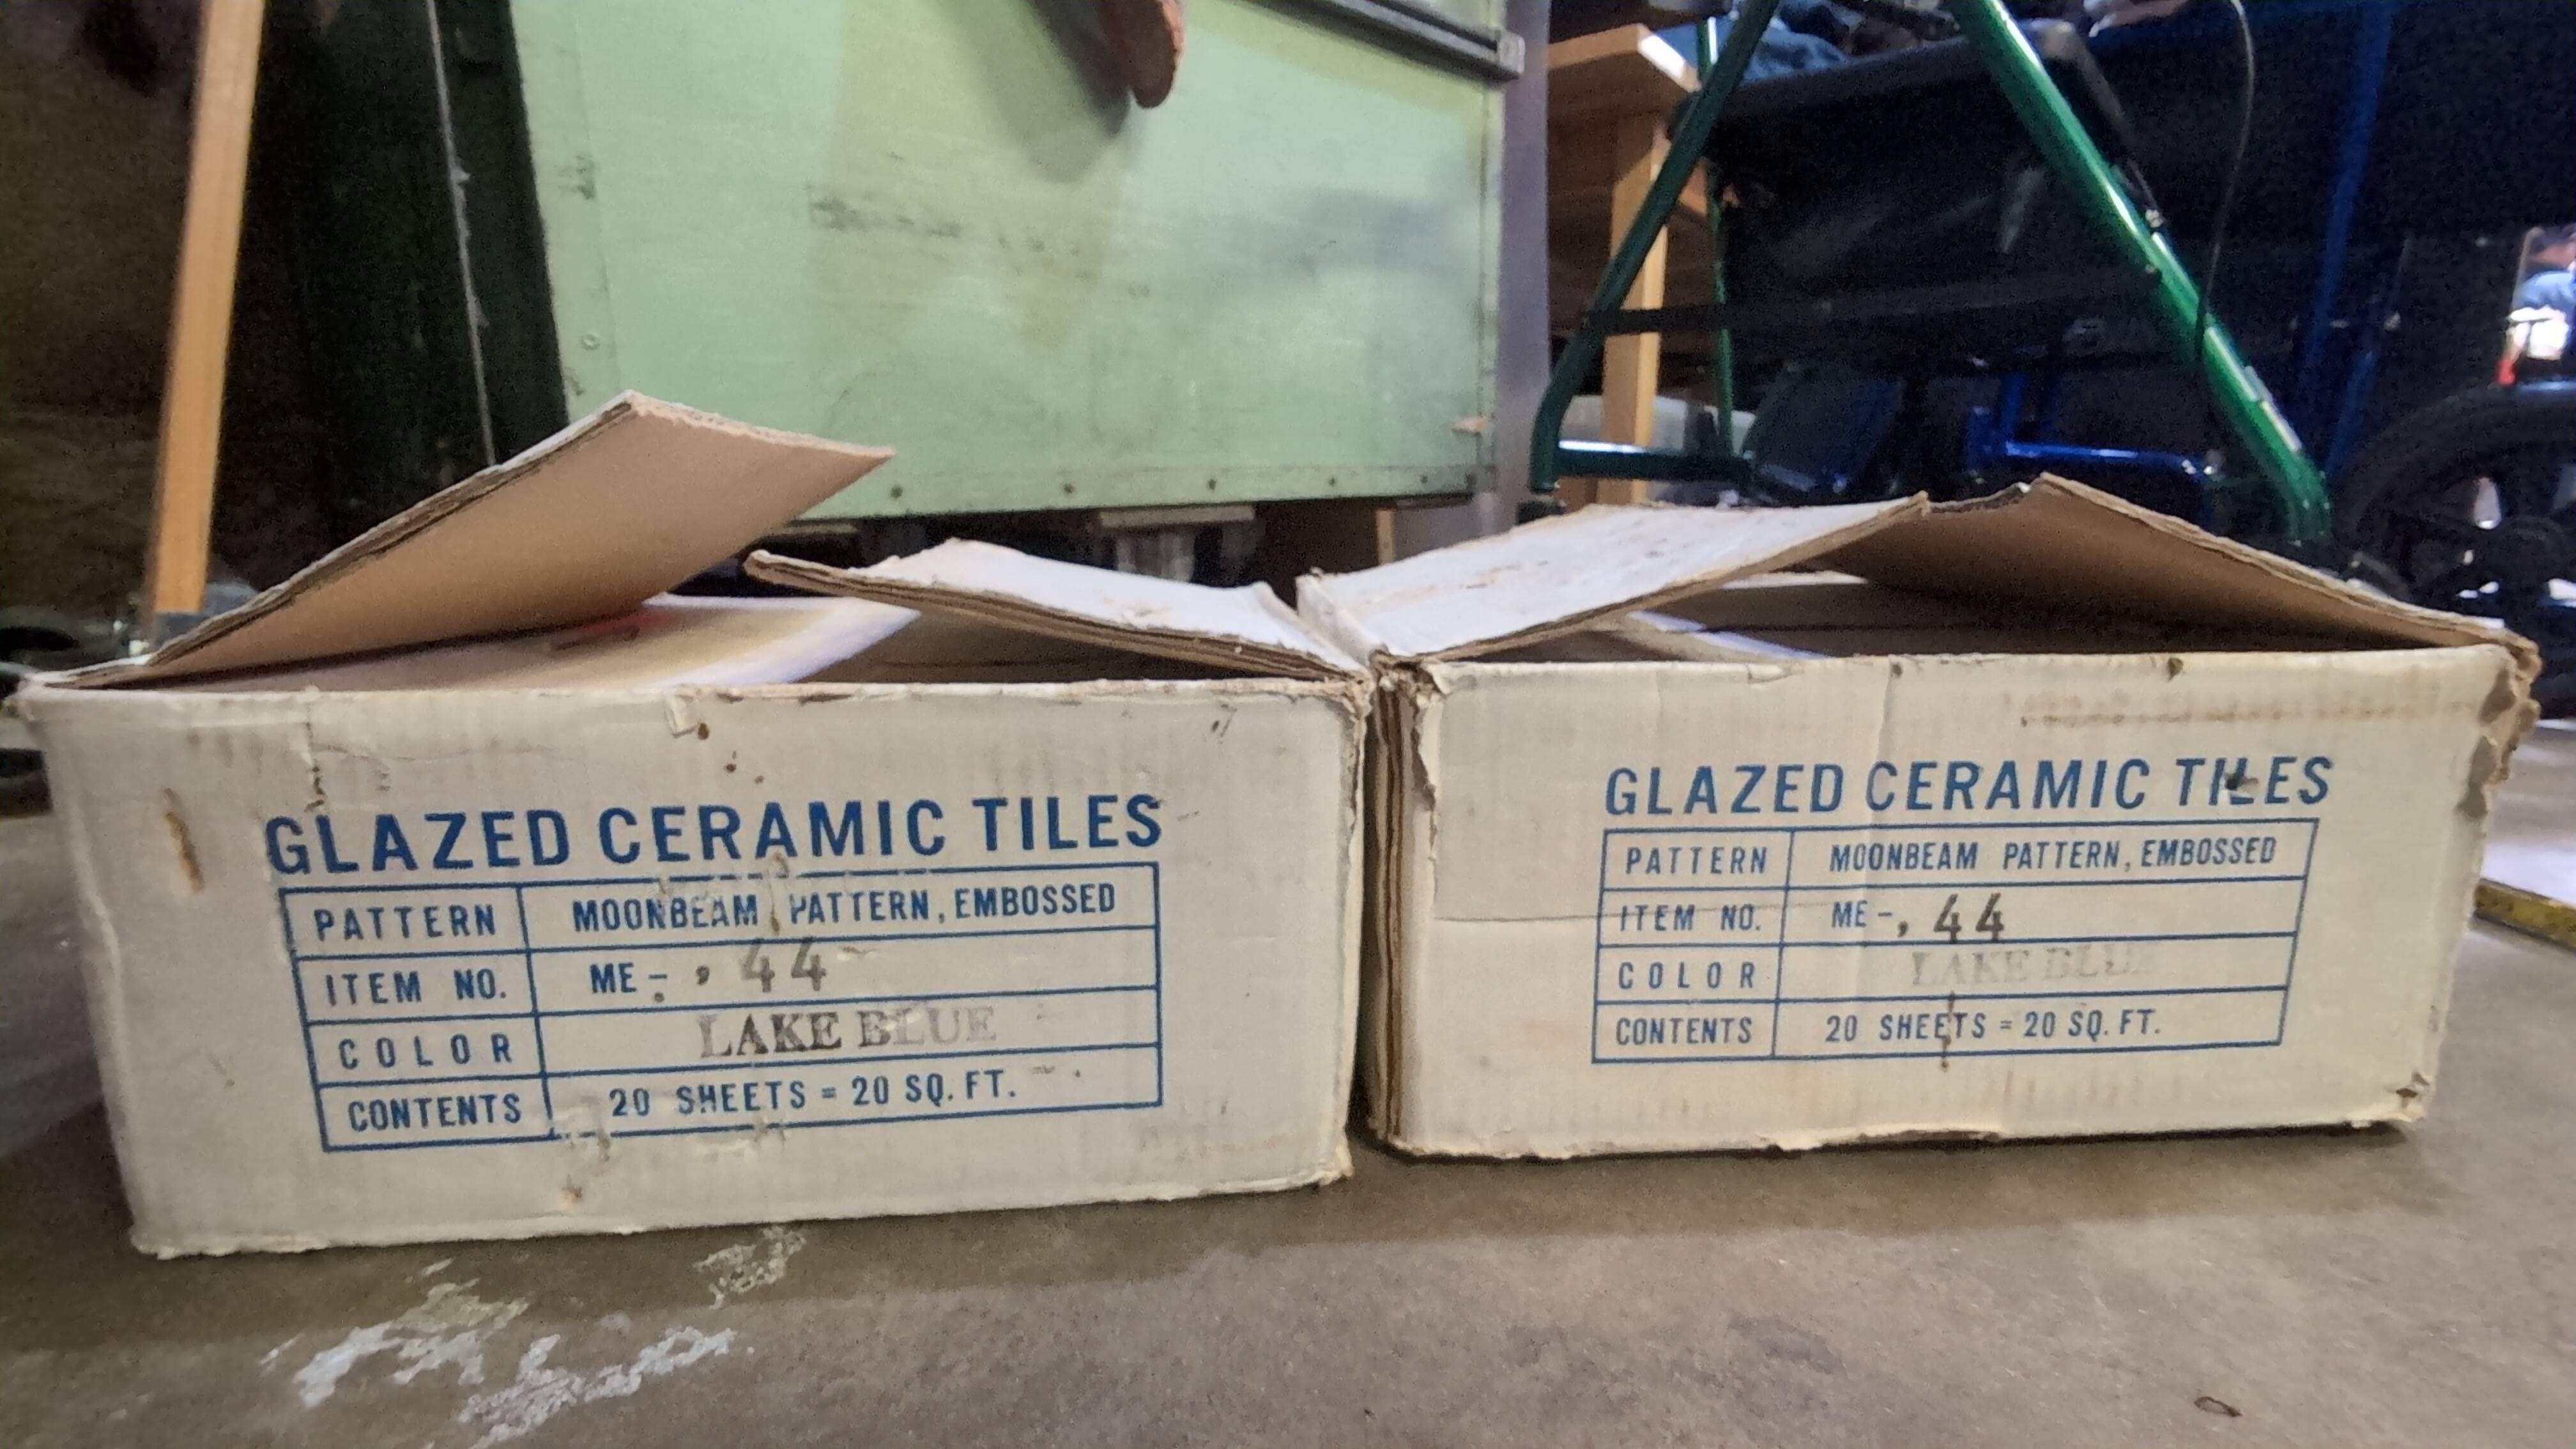 GLAZED CERAMIC TILES
PATTERN MOONBEAM PATTERN, EMBOSSED
ITEM NO. ME-, 44
COLOR LAKE BLUE
CONTENTS 20 SHEETS = 20 SQ. FT.
GLAZED CERAMIC TILES
PATTERN MOONBEAM PATTERN, EMBOSSED
ITEM NO. ME-, 44
COLOR LAKE BLUE
CONTENTS 20 SHEETS = 20 SQ. FT.